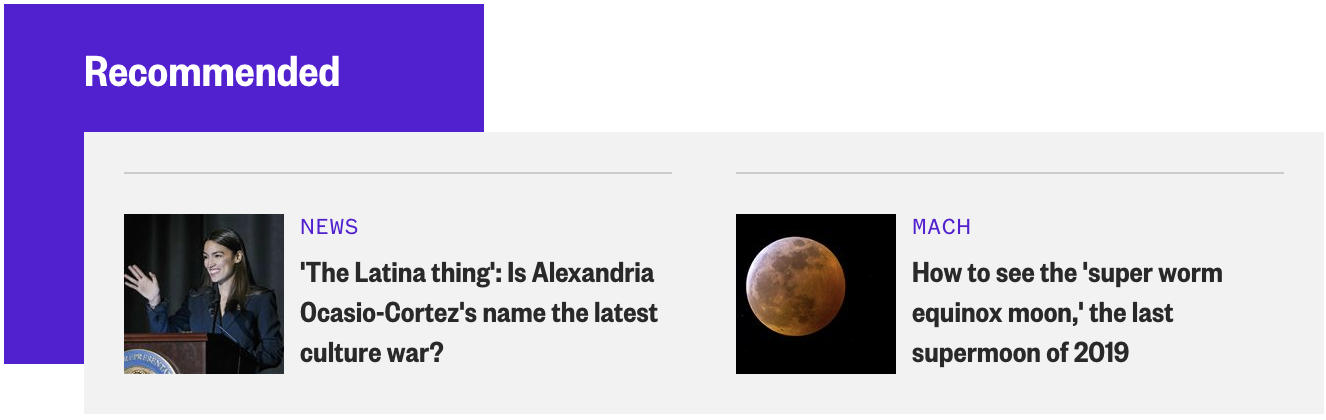 Recommended
NEWS
'The Latina thing': Is Alexandria
Ocasio-Cortez's name the latest
culture war?
MACH
How to see the 'super worm
equinox moon,' the last
supermoon of 2019